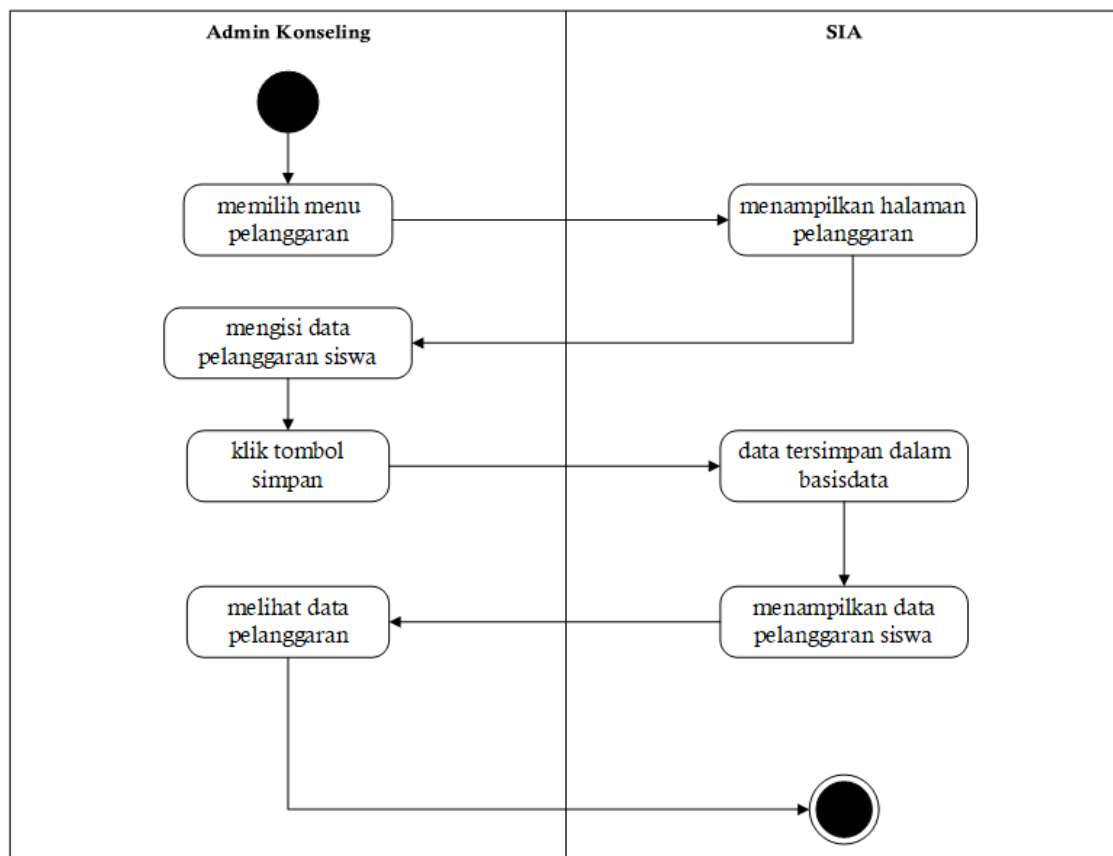 Admin Konseling
SIA
memilih menu
pelanggaran
menampilkan halaman
pelanggaran
mengisi data
pelanggaran siswa
klik tombol
simpan
data tersimpan dalam
basisdata
menampilkan data
pelanggaran siswa
melihat data
pelanggaran